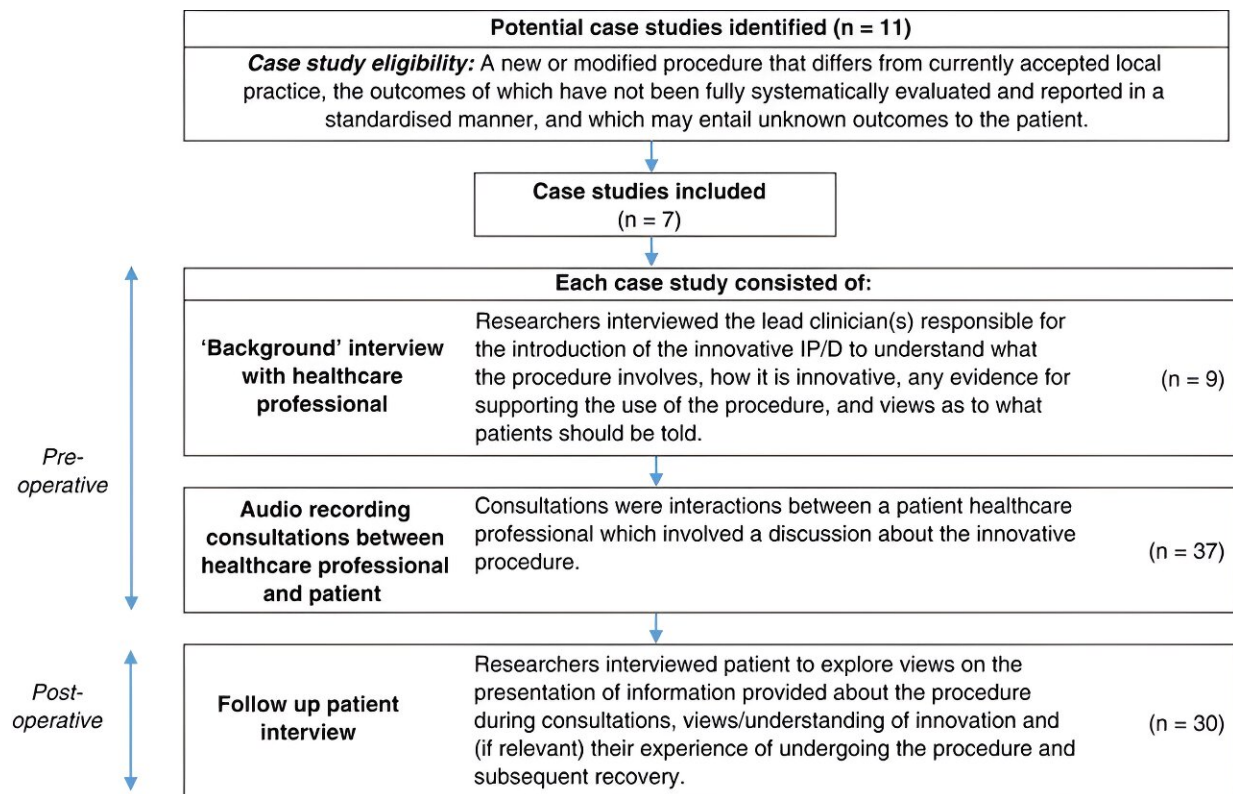 Potential case studies identified (n = 11)
Case study eligibility: A new or modified procedure that differs from currently accepted local
practice, the outcomes of which have not been fully systematically evaluated and reported in a
standardised manner, and which may entail unknown outcomes to the patient.
Case studies included
(n = 7)
Each case study consisted of:
Pre-
operative
‘Background’ interview
with healthcare
professional
Researchers interviewed the lead clinician(s) responsible for
the introduction of the innovative IP/D to understand what
the procedure involves, how it is innovative, any evidence for
supporting the use of the procedure, and views as to what
patients should be told.
(n = 9)
Audio recording
consultations between
healthcare professional
and patient
Consultations were interactions between a patient healthcare
professional which involved a discussion about the innovative
procedure.
(n = 37)
Post-
operative
Follow up patient
interview
Researchers interviewed patient to explore views on the
presentation of information provided about the procedure
during consultations, views/understanding of innovation and
(if relevant) their experience of undergoing the procedure and
subsequent recovery.
(n = 30)